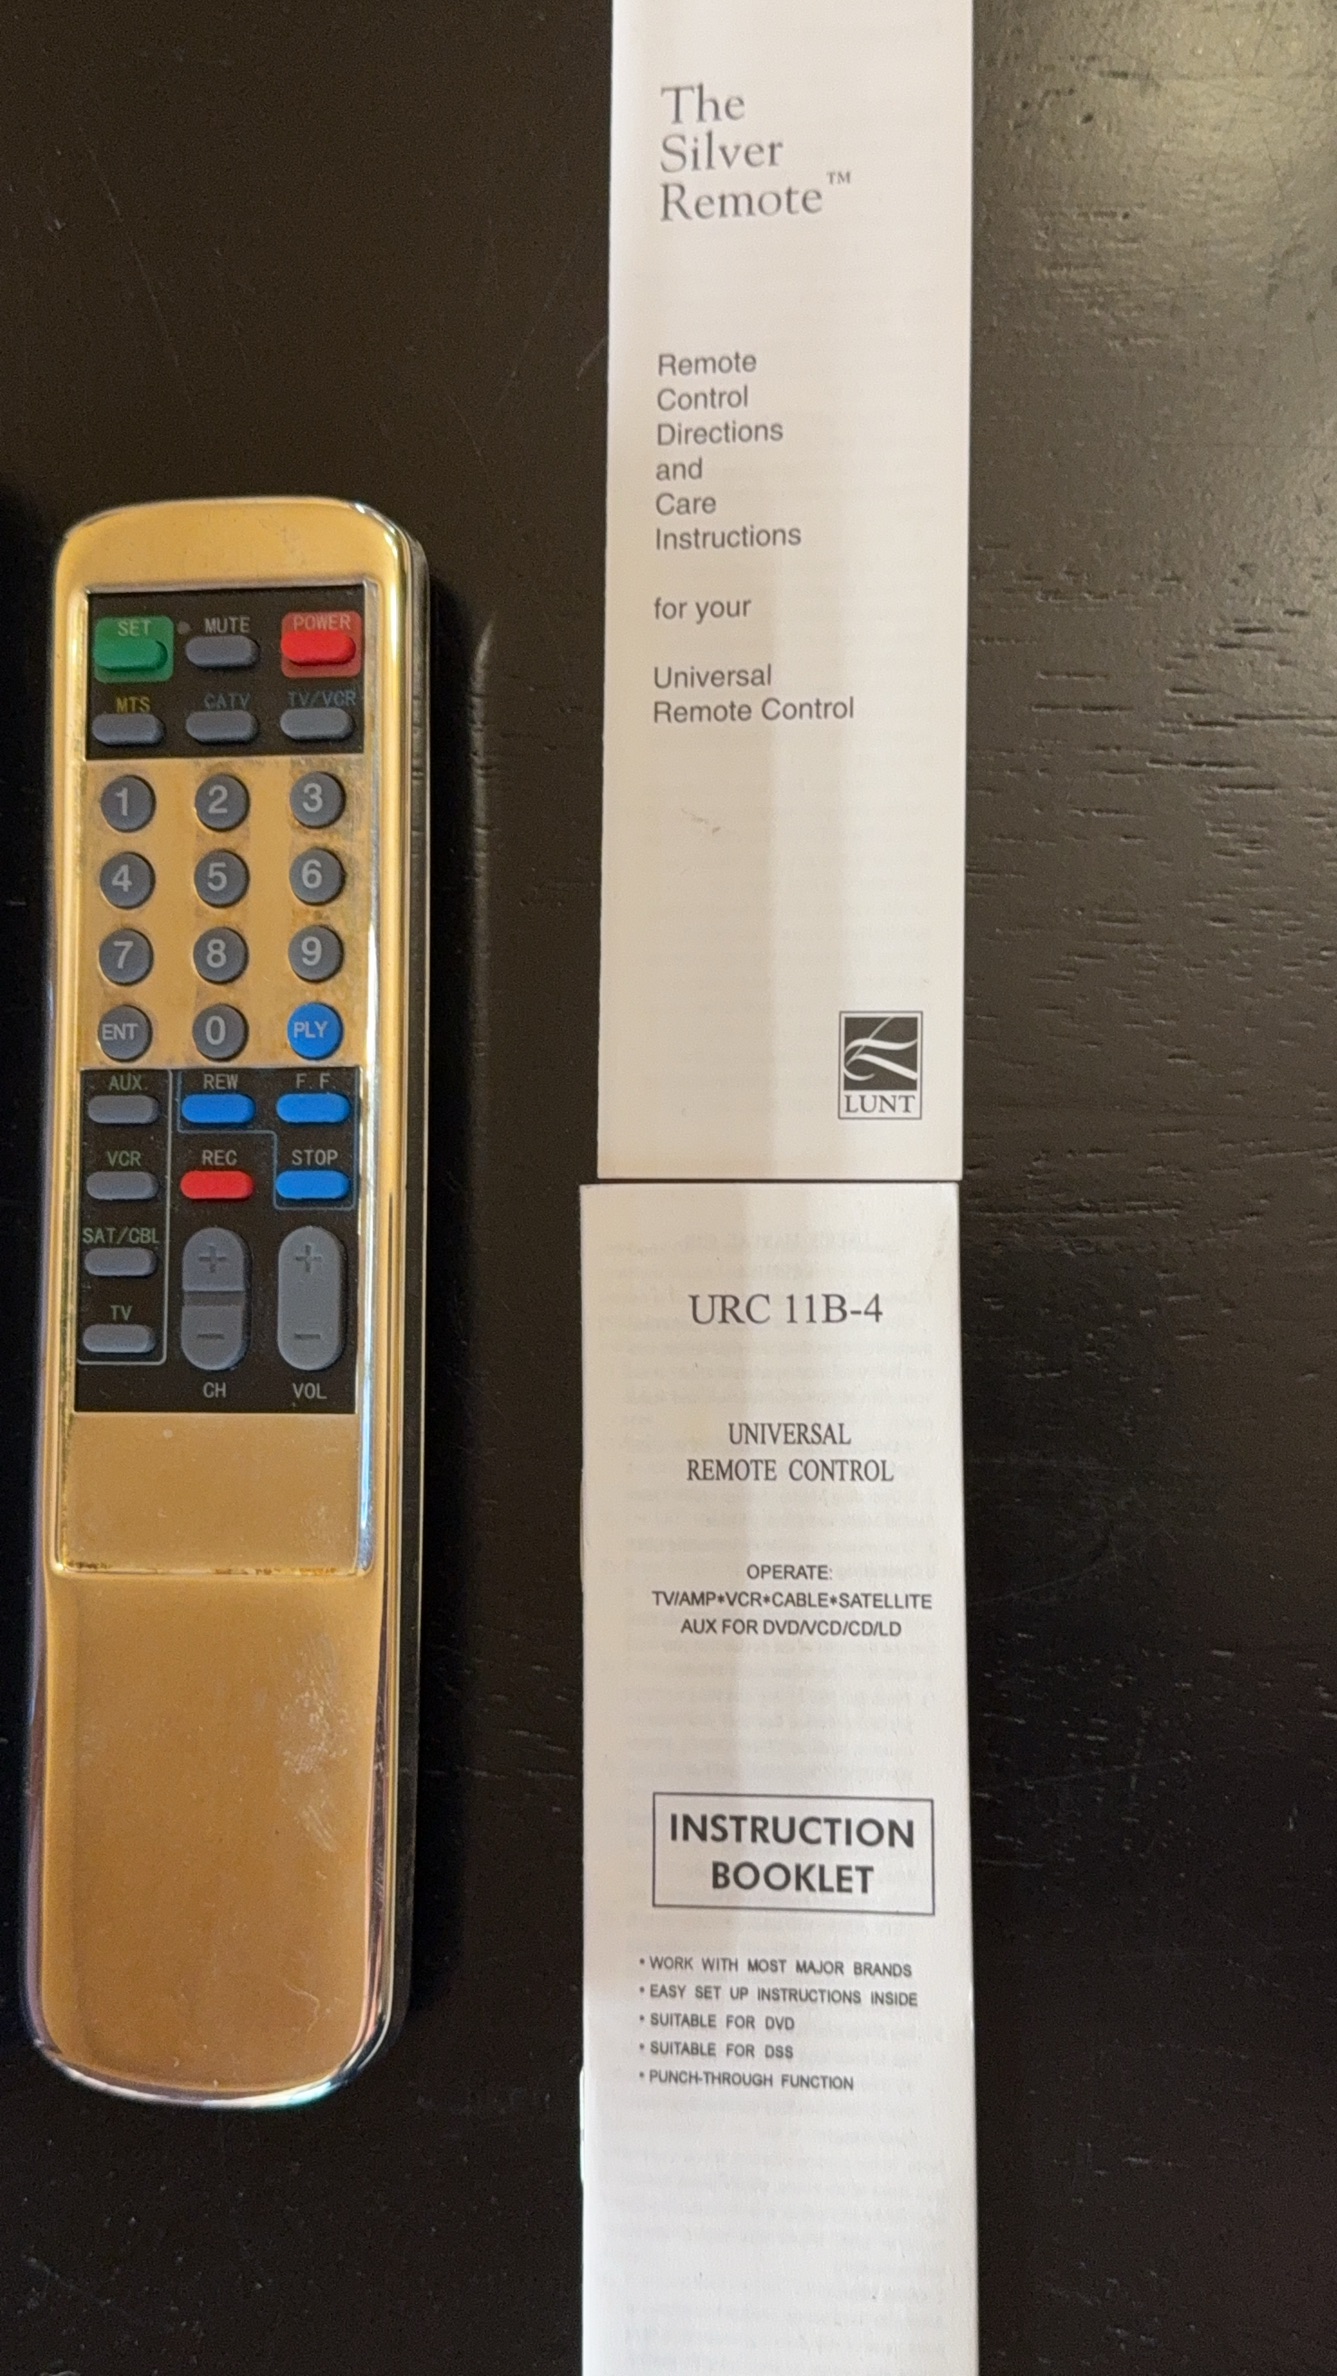 The
Silver
Remote™
Remote
Control
Directions
and
Care
Instructions
for your
Universal
Remote Control
LUNT
SET MUTE POWER
MTS CATV TV/VCR
1 2 3
4 5 6
7 8 9
ENT 0 PLY
AUX. REW F.F
VCR REC STOP
SAT/CBL
+ +
TV
− −
CH VOL
URC 11B-4
UNIVERSAL
REMOTE CONTROL
OPERATE:
TV/AMP*VCR*CABLE*SATELLITE
AUX FOR DVD/VCD/CD/LD
INSTRUCTION
BOOKLET
• WORK WITH MOST MAJOR BRANDS
• EASY SET UP INSTRUCTIONS INSIDE
• SUITABLE FOR DVD
• SUITABLE FOR DSS
• PUNCH-THROUGH FUNCTION